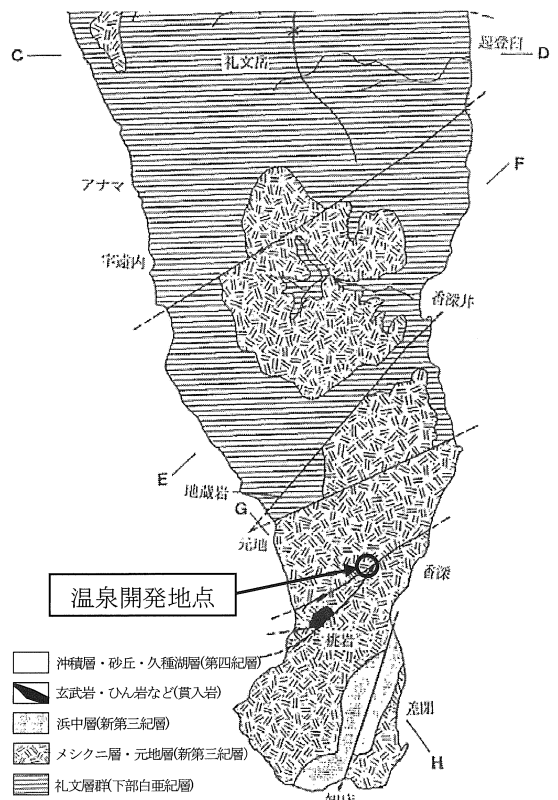 C
D
礼文岳
起登臼
アナマ
F
宇遠内
香深井
E
地蔵岩
G
元地
香深
温泉開発地点
桃岩
沖積層・砂丘・久種湖層(第四紀層)
玄武岩・ひん岩など(貫入岩)
浜中層(新第三紀層)
差閉
メシクニ層・元地層(新第三紀層)
H
礼文層群(下部白亜紀層)